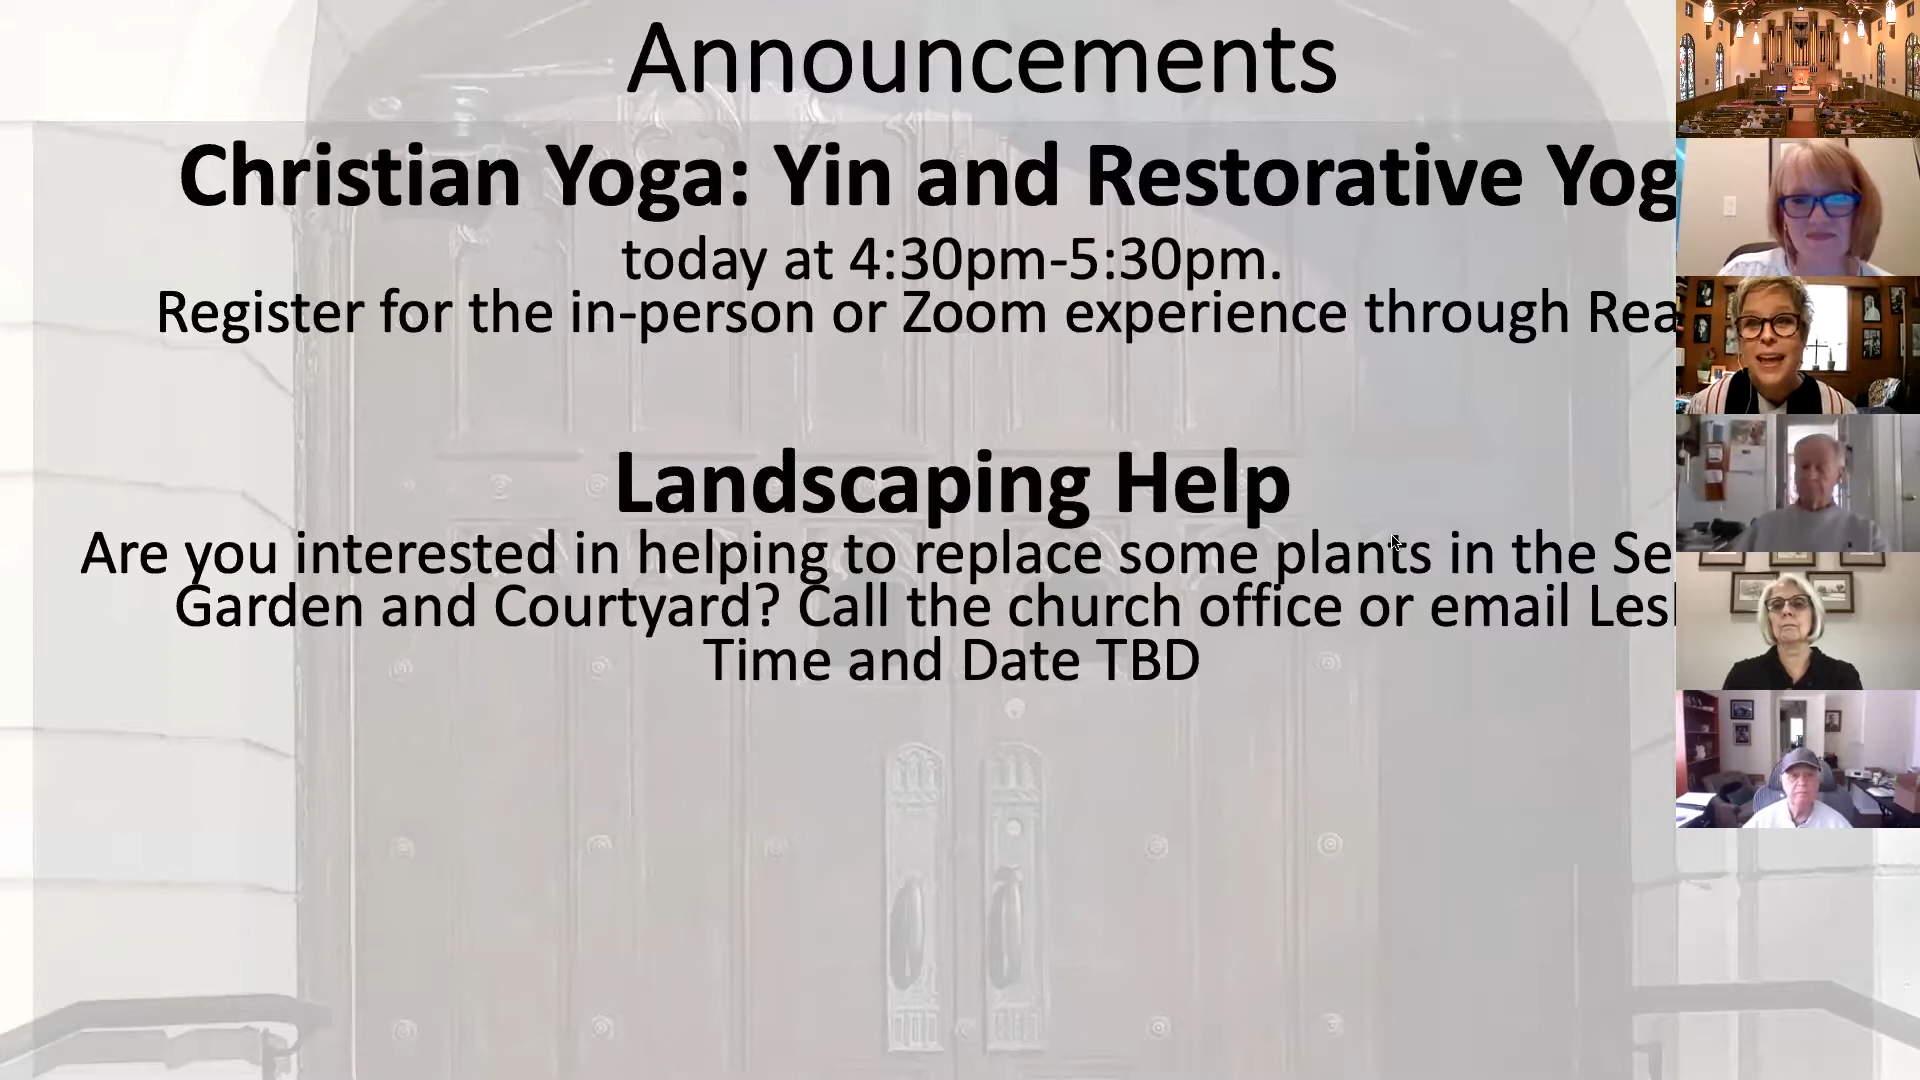 Announcements
Christian Yoga: Yin and Restorative Yog
today at 4:30pm-5:30pm.
Register for the in-person or Zoom experience through Rea
Landscaping Help
Are you interested in helping to replace some plants in the Se
Garden and Courtyard? Call the church office or email Les
Time and Date TBD